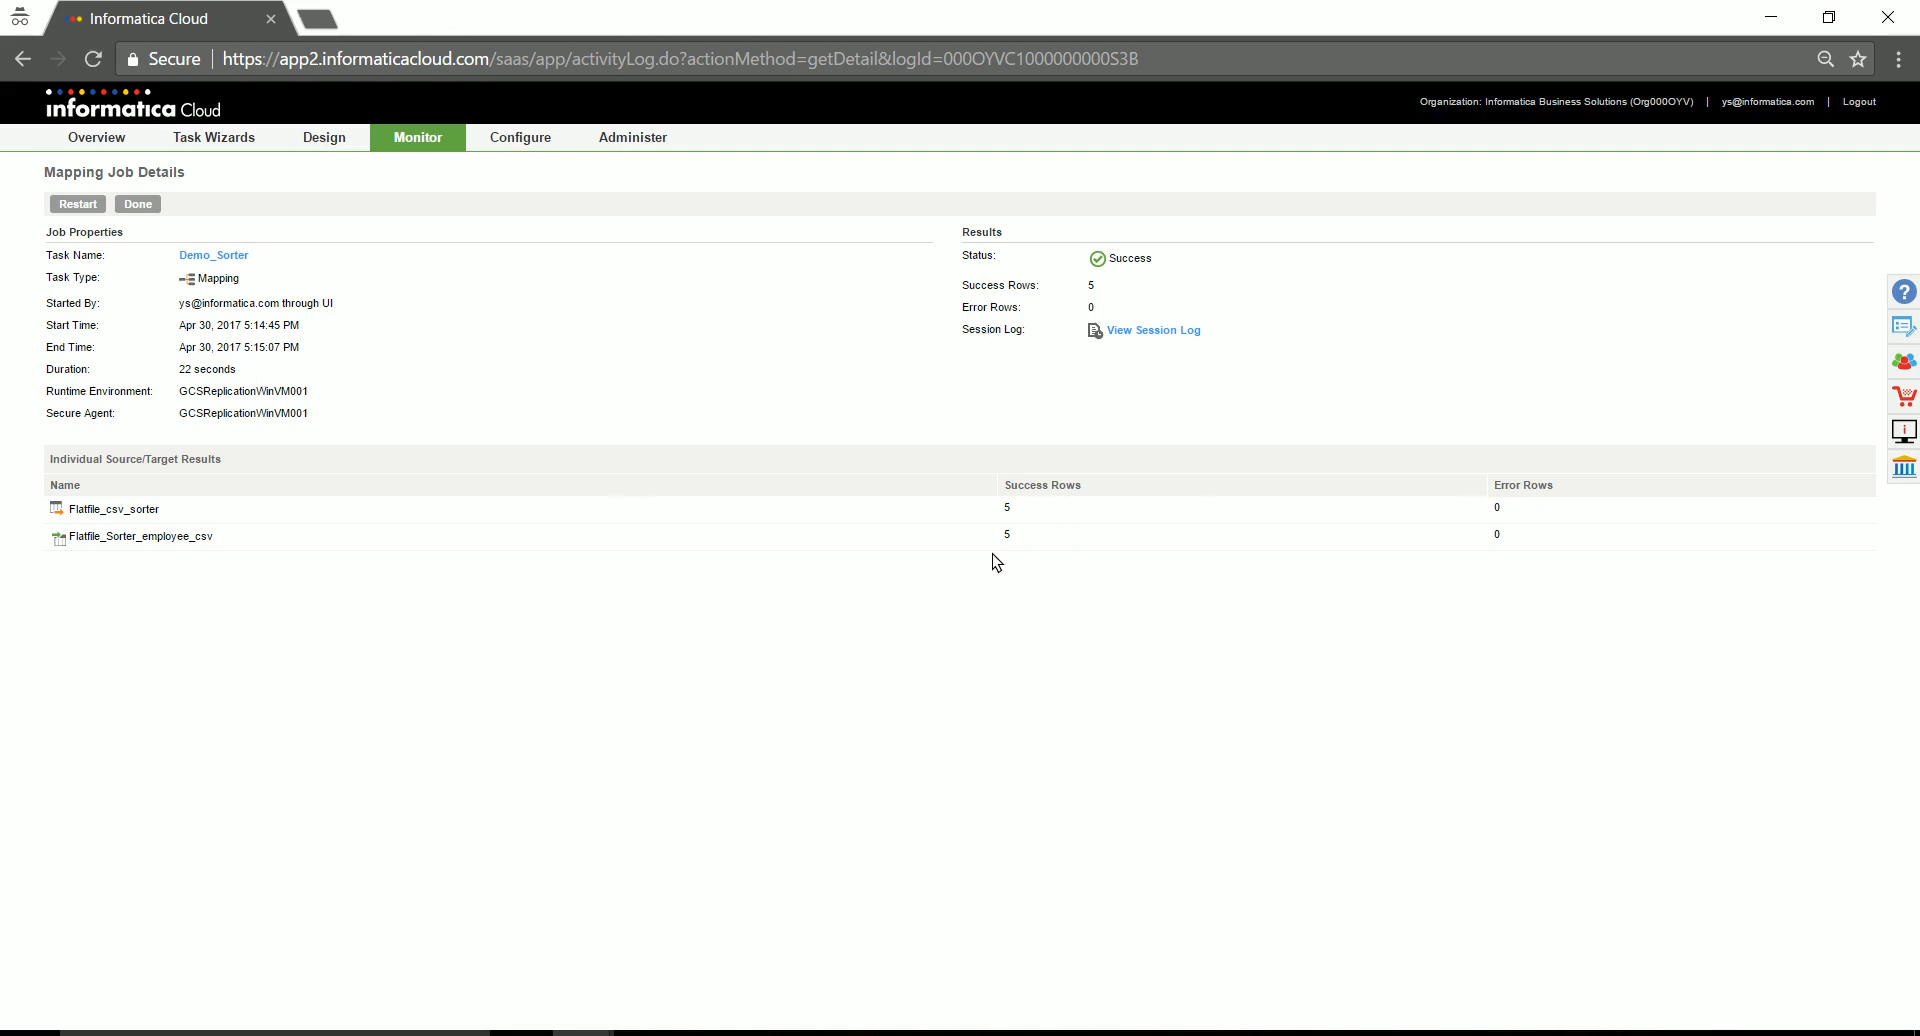 Informatica Cloud
Secure https://app2.informaticacloud.com/saas/app/activityLog.do?actionMethod=getDetail&logId=000OYVC1000000000S3B
informatica Cloud
Organization: Informatica Business Solutions (Org000OYV) | ys@informatica.com | Logout
Overview Task Wizards Design Monitor Configure Administer
Mapping Job Details
Restart Done
Job Properties
Task Name: Demo_Sorter
Task Type: Mapping
Started By: ys@informatica.com through UI
Start Time: Apr 30, 2017 5:14:45 PM
End Time: Apr 30, 2017 5:15:07 PM
Duration: 22 seconds
Runtime Environment: GCSReplicationWinVM001
Secure Agent: GCSReplicationWinVM001
Results
Status: Success
Success Rows: 5
Error Rows: 0
Session Log: View Session Log
Individual Source/Target Results
Name Success Rows Error Rows
Flatfile_csv_sorter 5 0
Flatfile_Sorter_employee_csv 5 0